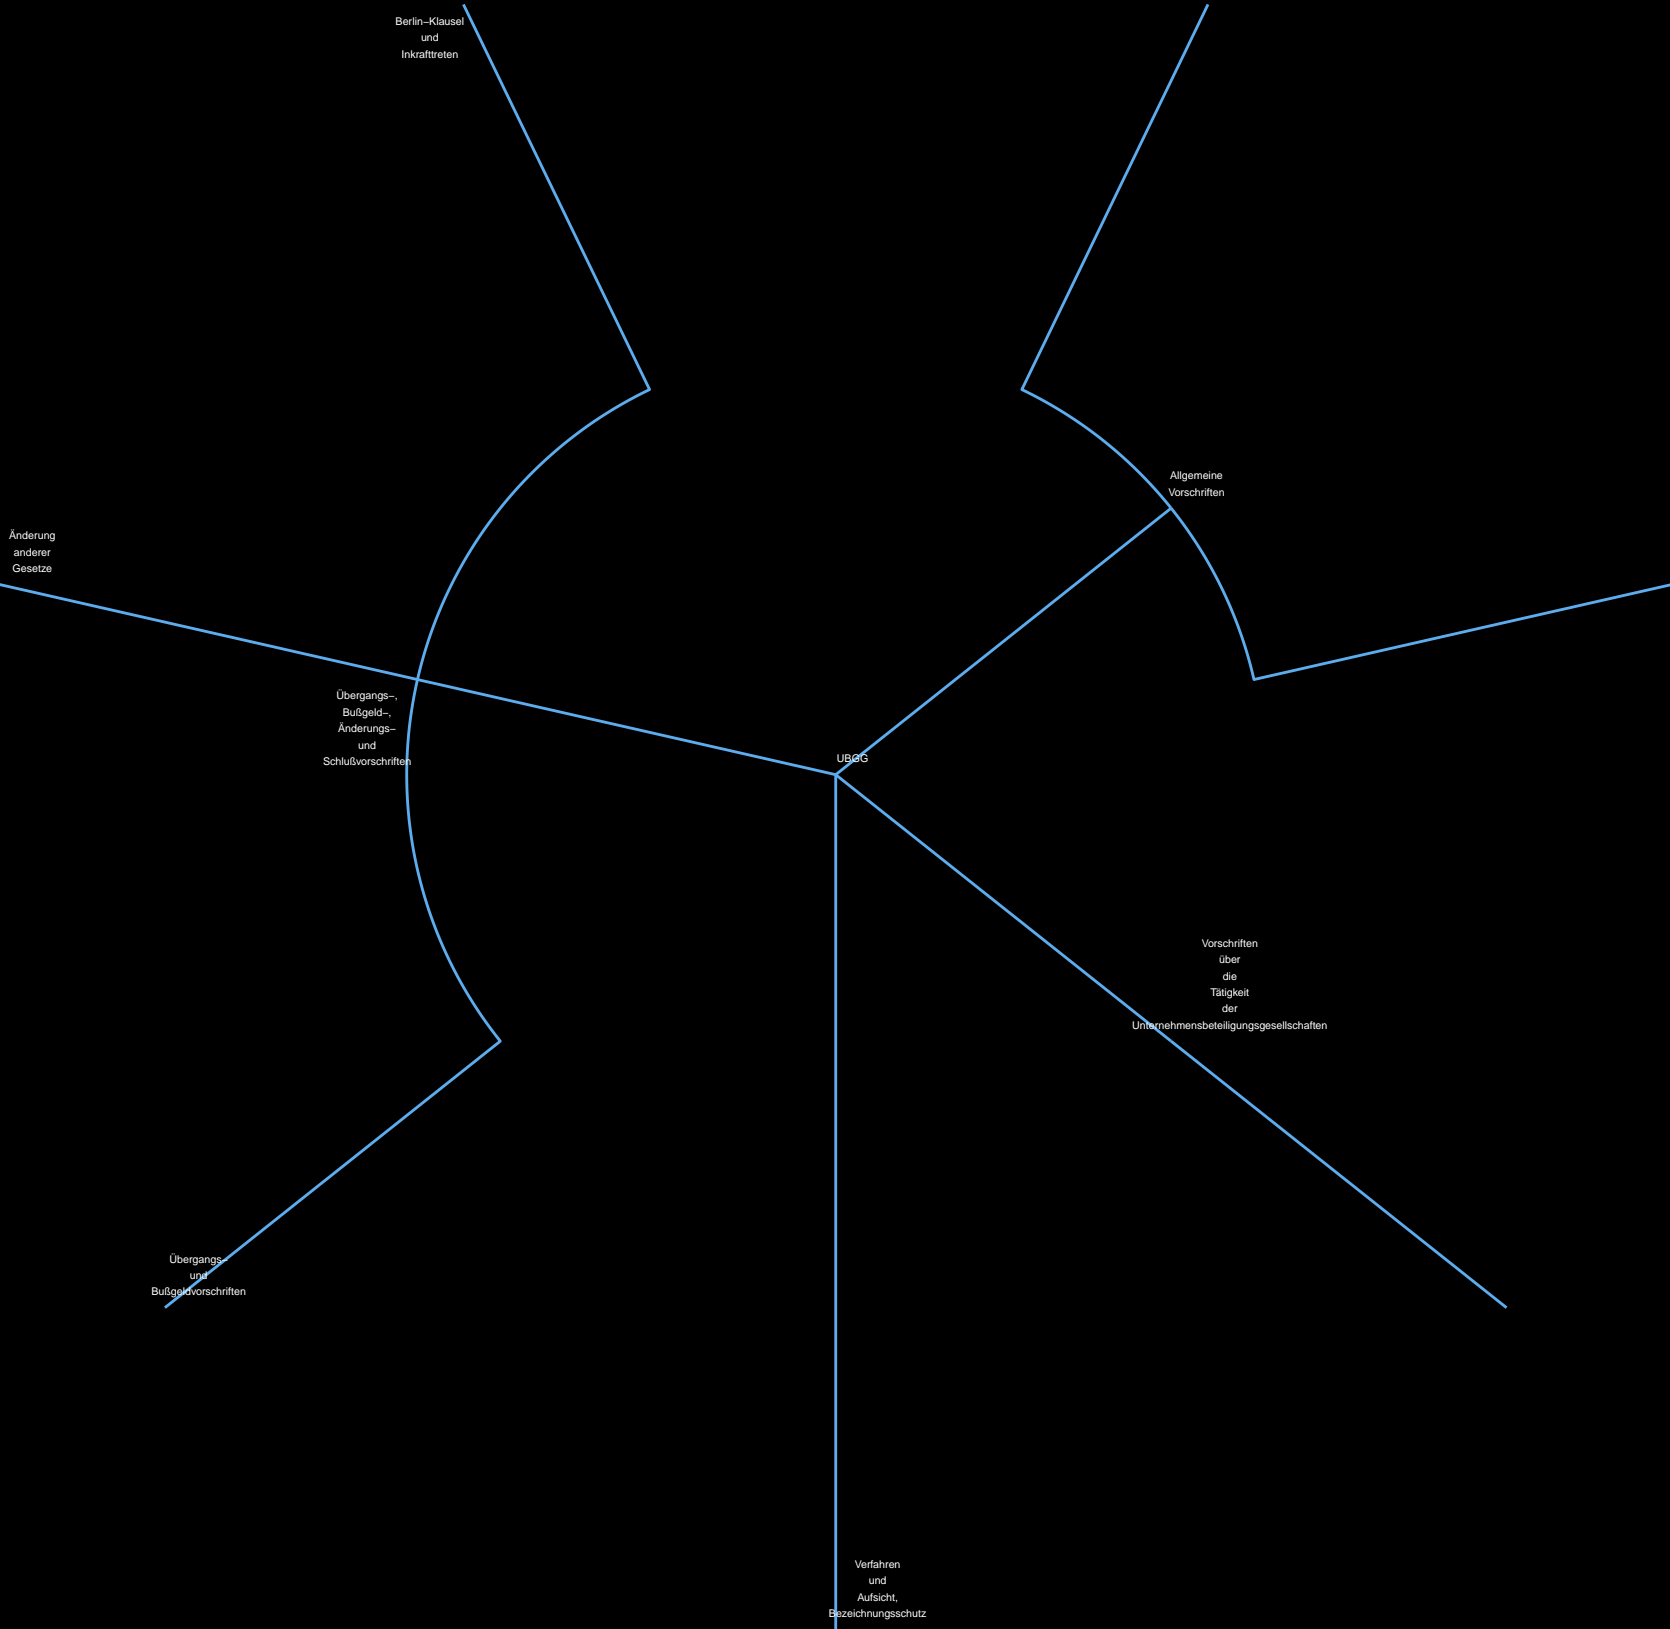 Berlin–Klausel
und
Inkrafttreten
Allgemeine
Vorschriften
Änderung
anderer
Gesetze
Übergangs–,
Bußgeld–,
Änderungs–
und
Schlußvorschriften
UBGG
Vorschriften
über
die
Tätigkeit
der
Unternehmensbeteiligungsgesellschaften
Übergangs–
und
Bußgeldvorschriften
Verfahren
und
Aufsicht,
Bezeichnungsschutz